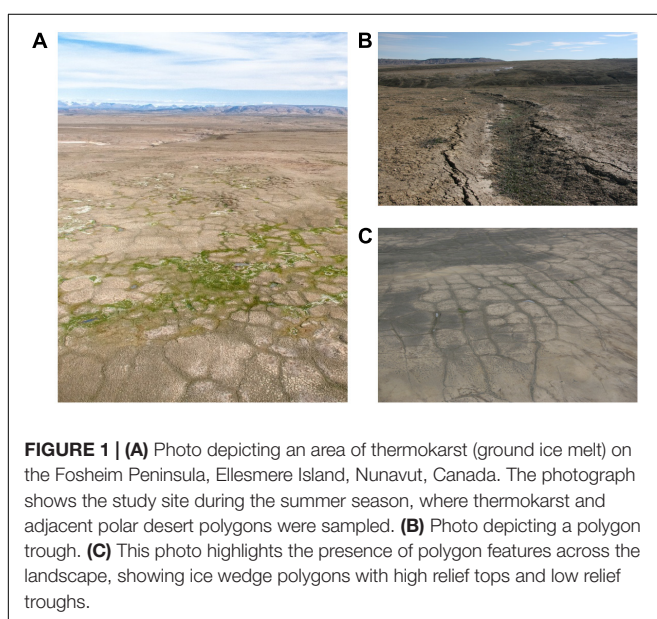 A
B
C
FIGURE 1 | (A) Photo depicting an area of thermokarst (ground ice melt) on
the Fosheim Peninsula, Ellesmere Island, Nunavut, Canada. The photograph
shows the study site during the summer season, where thermokarst and
adjacent polar desert polygons were sampled. (B) Photo depicting a polygon
trough. (C) This photo highlights the presence of polygon features across the
landscape, showing ice wedge polygons with high relief tops and low relief
troughs.